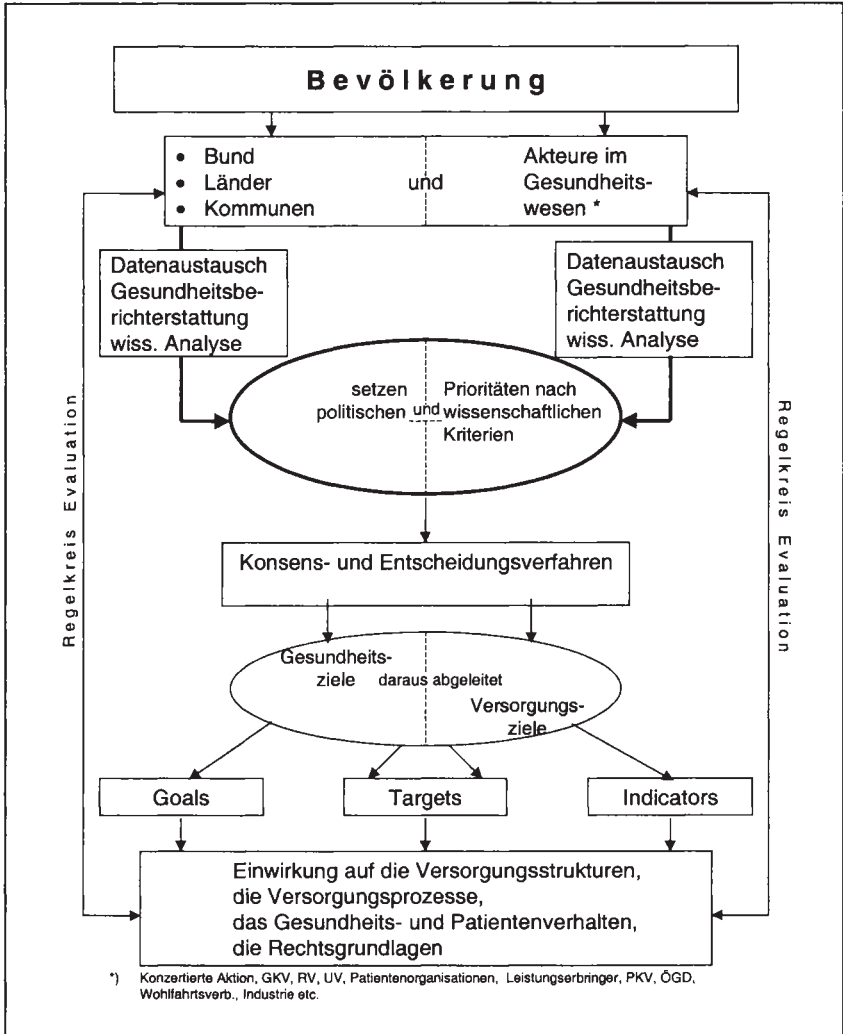 Bevölkerung
• Bund
• Länder
• Kommunen
und
Akteure im
Gesundheits-
wesen *
Datenaustausch
Gesundheitsbe-
richterstattung
wiss. Analyse
Datenaustausch
Gesundheitsbe-
richterstattung
wiss. Analyse
setzen Prioritäten nach
politischen und wissenschaftlichen
Kriterien
Regelkreis Evaluation
Regelkreis Evaluation
Konsens- und Entscheidungsverfahren
Gesundheits-
ziele daraus abgeleitet
Versorgungs-
ziele
Goals
Targets
Indicators
Einwirkung auf die Versorgungsstrukturen,
die Versorgungsprozesse,
das Gesundheits- und Patientenverhalten,
die Rechtsgrundlagen
*) Konzertierte Aktion, GKV, RV, UV, Patientenorganisationen, Leistungserbringer, PKV, ÖGD,
Wohlfahrtsverb., Industrie etc.